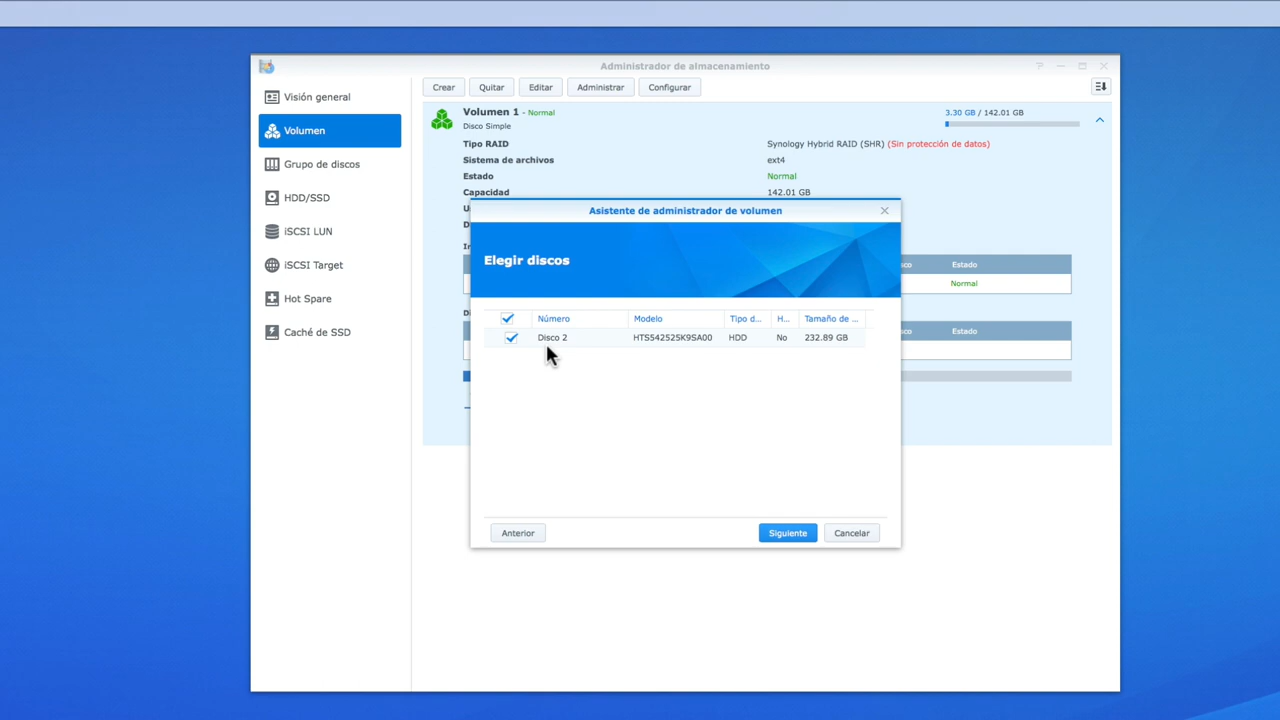 Administrador de almacenamiento
Visión general
Volumen
Grupo de discos
HDD/SSD
iSCSI LUN
iSCSI Target
Hot Spare
Caché de SSD
Crear Quitar Editar Administrar Configurar
Volumen 1 - Normal
Disco Simple
3.30 GB / 142.01 GB
Tipo RAID Synology Hybrid RAID (SHR) (Sin protección de datos)
Sistema de archivos ext4
Estado Normal
Capacidad 142.01 GB
Asistente de administrador de volumen
Elegir discos
Número Modelo Tipo d... H... Tamaño de ...
Disco 2 HTS542525K9SA00 HDD No 232.89 GB
Anterior Siguiente Cancelar
Estado
Normal
Estado